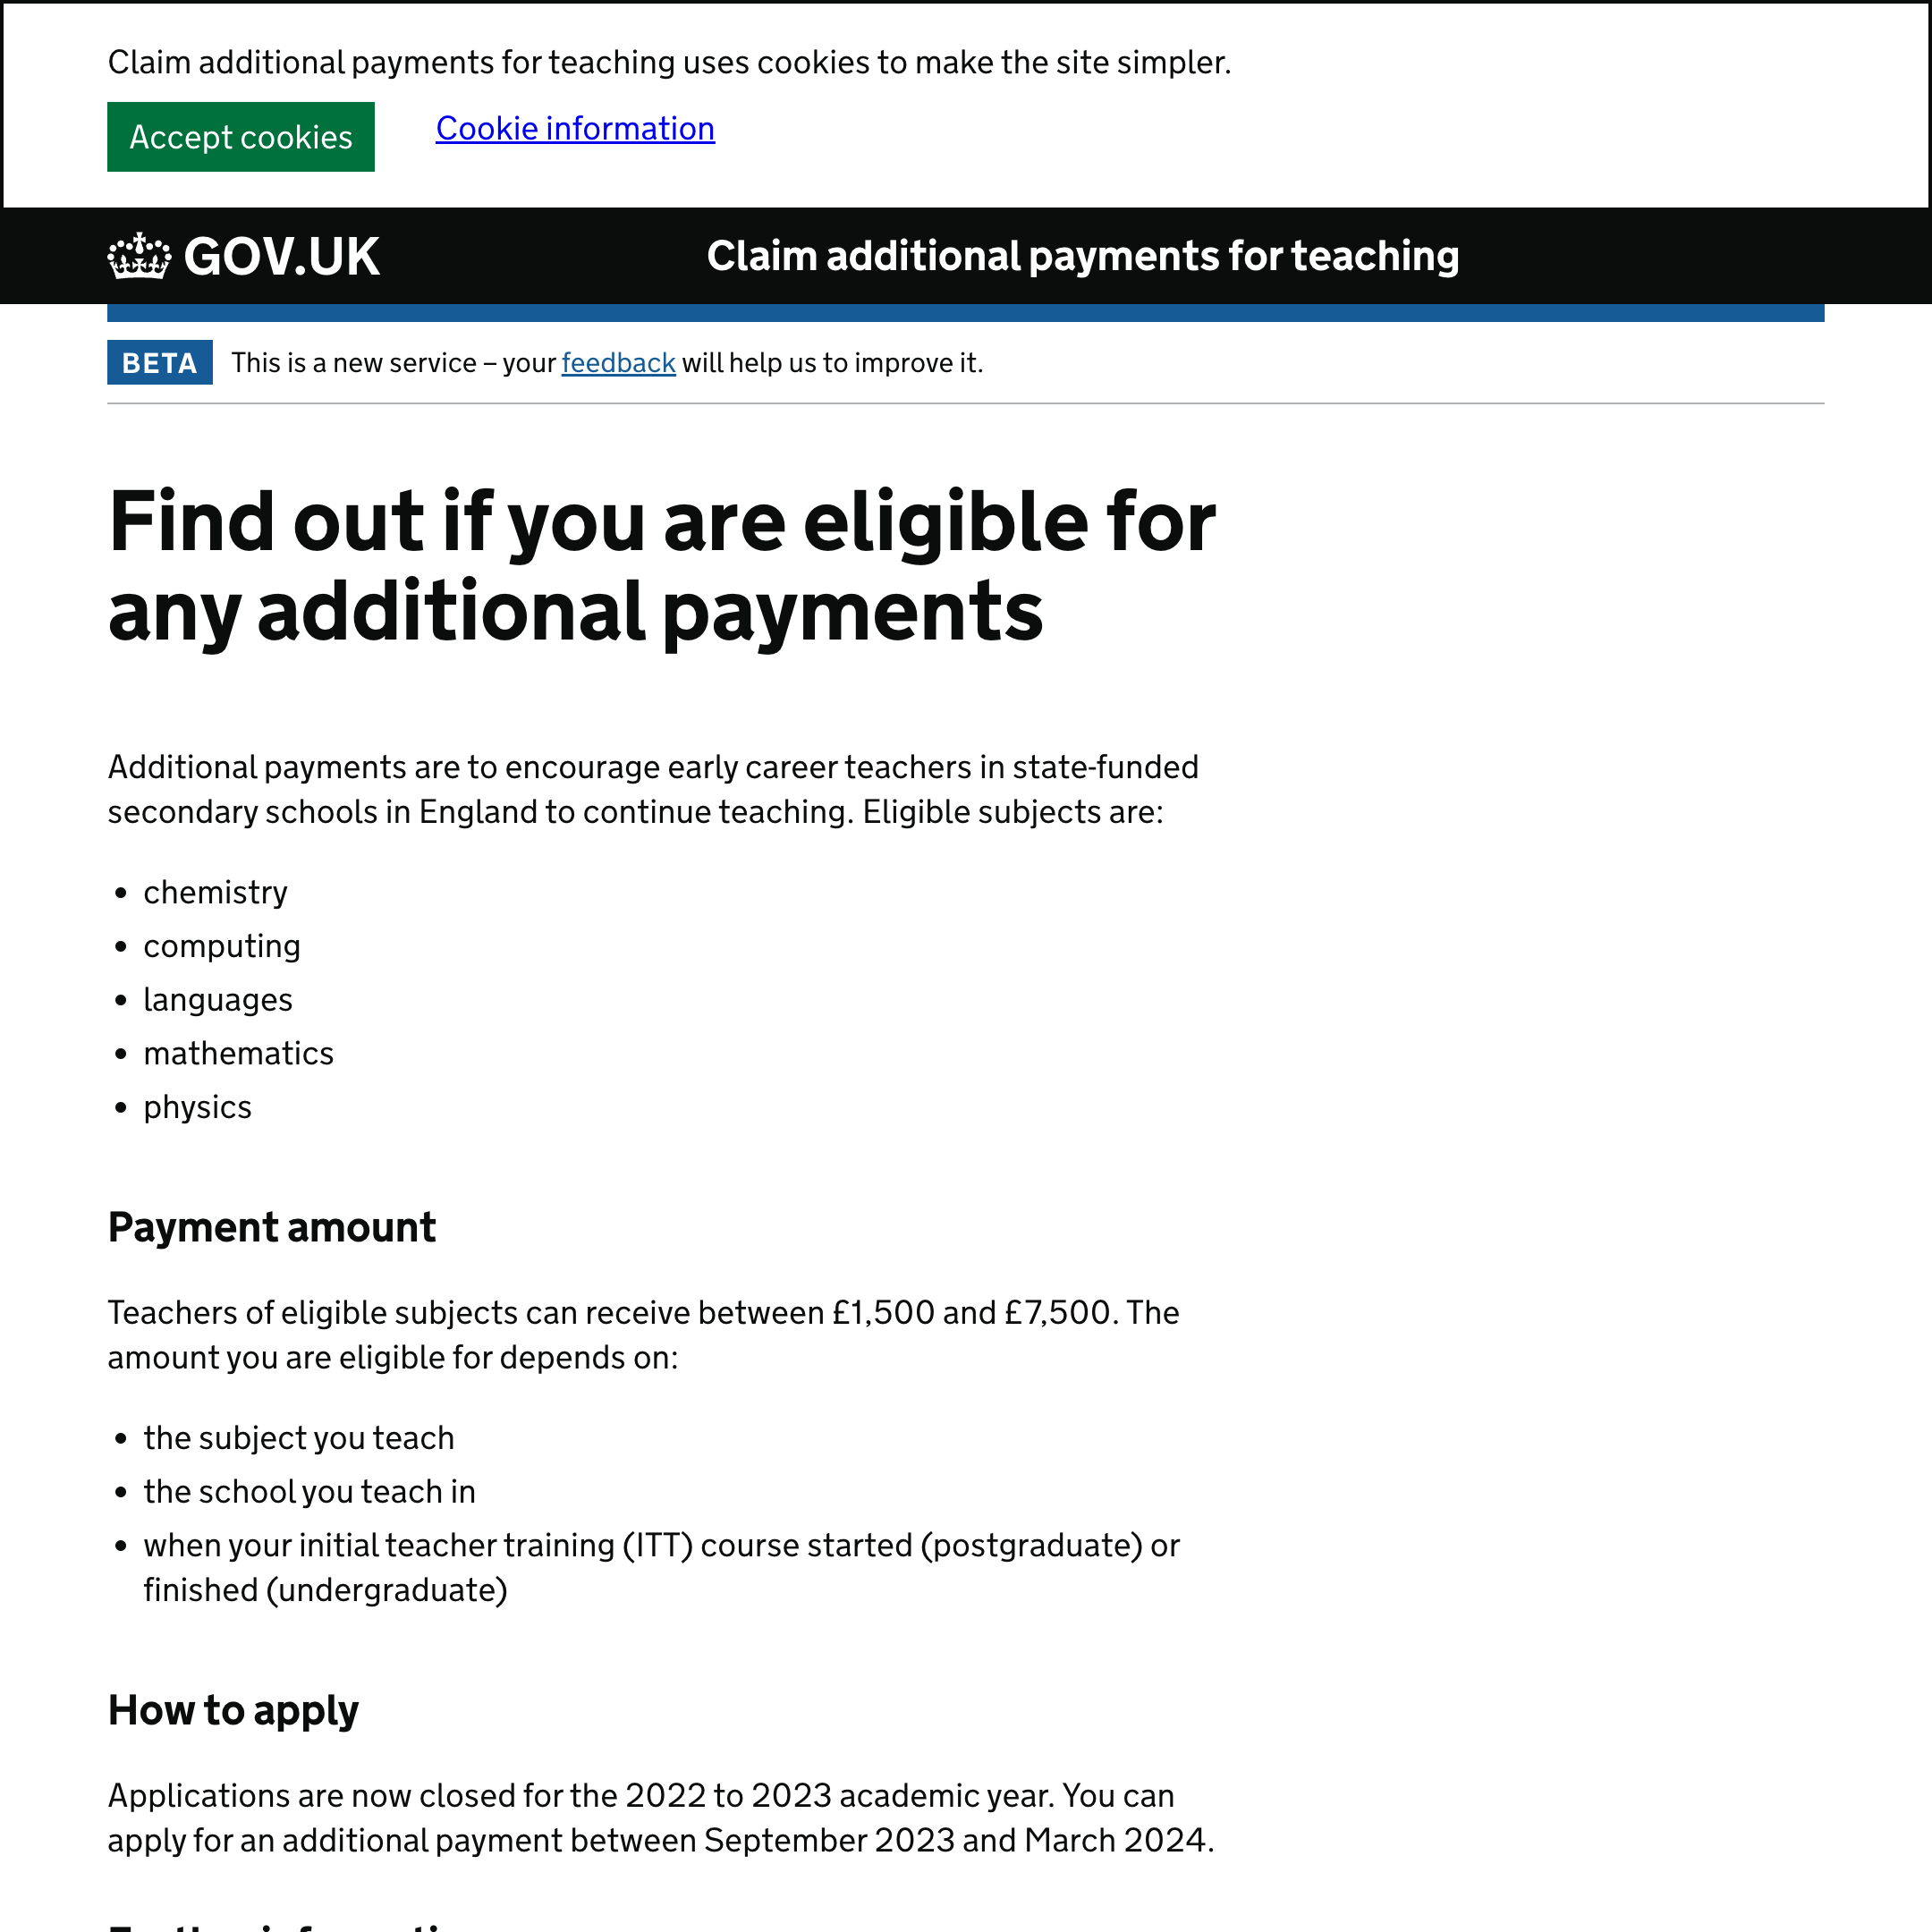 Claim additional payments for teaching uses cookies to make the site simpler.
Accept cookies
Cookie information
GOV.UK
Claim additional payments for teaching
BETA
This is a new service – your feedback will help us to improve it.
Find out if you are eligible for
any additional payments
Additional payments are to encourage early career teachers in state-funded
secondary schools in England to continue teaching. Eligible subjects are:
• chemistry
• computing
• languages
• mathematics
• physics
Payment amount
Teachers of eligible subjects can receive between £1,500 and £7,500. The
amount you are eligible for depends on:
• the subject you teach
• the school you teach in
• when your initial teacher training (ITT) course started (postgraduate) or
finished (undergraduate)
How to apply
Applications are now closed for the 2022 to 2023 academic year. You can
apply for an additional payment between September 2023 and March 2024.